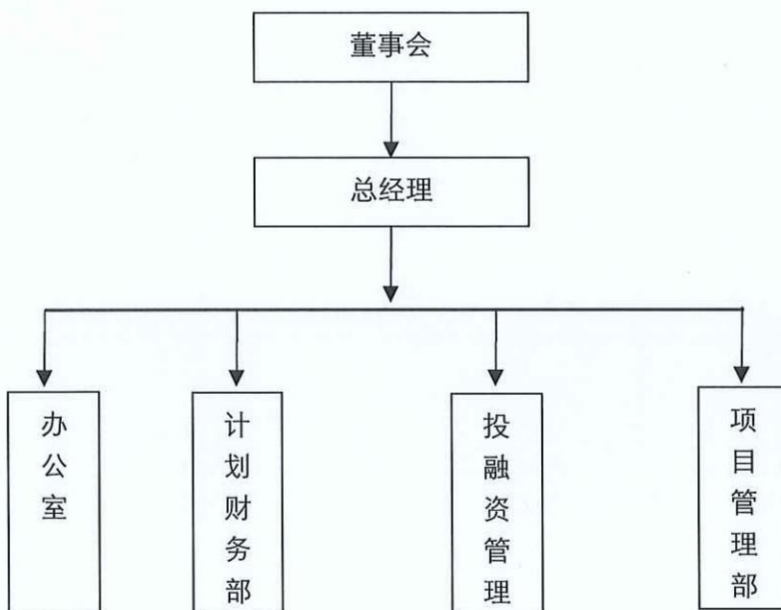 董事会
总经理
办公室
计划财务部
投融资管理
项目管理部